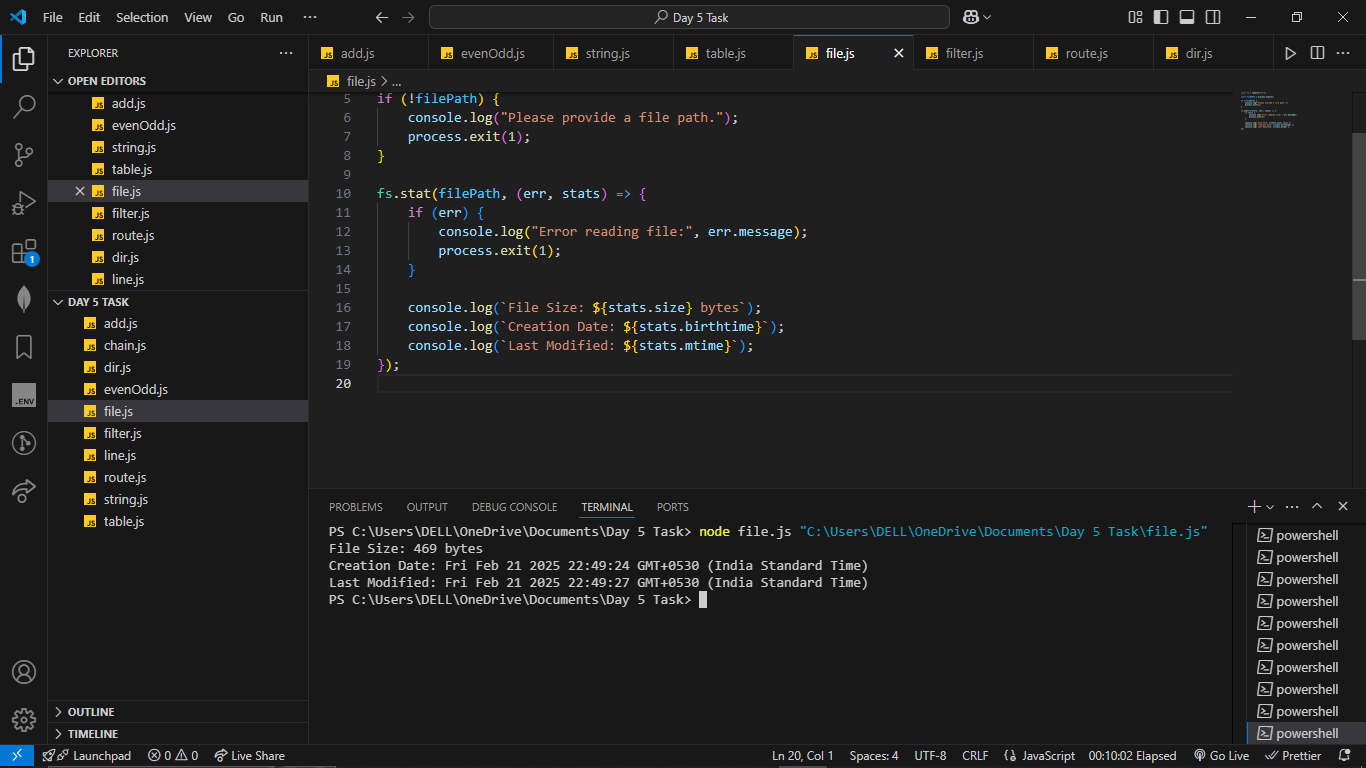 File Edit Selection View Go Run ··· Day 5 Task
EXPLORER ···
OPEN EDITORS
add.js
evenOdd.js
string.js
table.js
file.js
filter.js
route.js
dir.js
line.js
DAY 5 TASK
add.js
chain.js
dir.js
evenOdd.js
file.js
filter.js
line.js
route.js
string.js
table.js
OUTLINE
TIMELINE
1
.ENV
add.js evenOdd.js string.js table.js file.js filter.js route.js dir.js ···
file.js > ...
5 if (!filePath) {
6 console.log("Please provide a file path.");
7 process.exit(1);
8 }
9
10 fs.stat(filePath, (err, stats) => {
11 if (err) {
12 console.log("Error reading file:", err.message);
13 process.exit(1);
14 }
15
16 console.log(`File Size: ${stats.size} bytes`);
17 console.log(`Creation Date: ${stats.birthtime}`);
18 console.log(`Last Modified: ${stats.mtime}`);
19 });
20
PROBLEMS OUTPUT DEBUG CONSOLE TERMINAL PORTS
PS C:\Users\DELL\OneDrive\Documents\Day 5 Task> node file.js "C:\Users\DELL\OneDrive\Documents\Day 5 Task\file.js"
File Size: 469 bytes
Creation Date: Fri Feb 21 2025 22:49:24 GMT+0530 (India Standard Time)
Last Modified: Fri Feb 21 2025 22:49:27 GMT+0530 (India Standard Time)
PS C:\Users\DELL\OneDrive\Documents\Day 5 Task>
powershell
powershell
powershell
powershell
powershell
powershell
powershell
powershell
powershell
powershell
Launchpad 0 0 Live Share Ln 20, Col 1 Spaces: 4 UTF-8 CRLF JavaScript 00:10:02 Elapsed Go Live Prettier